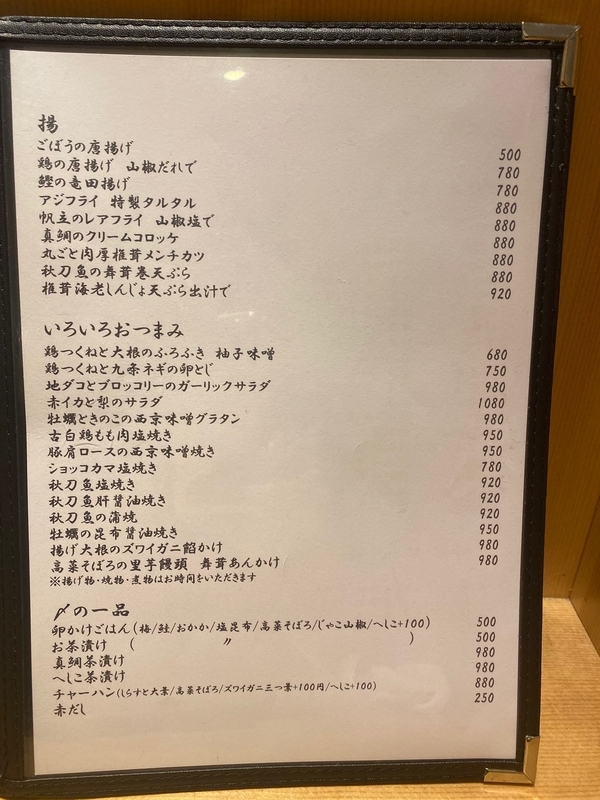 揚
ごぼうの唐揚げ 500
鶏の唐揚げ 山椒だれで 780
鰹の竜田揚げ 780
アジフライ 特製タルタル 880
帆立のレアフライ 山椒塩で 880
真鯛のクリームコロッケ 880
丸ごと肉厚椎茸メンチカツ 880
秋刀魚の舞茸巻天ぷら 880
椎茸海老しんじょ天ぷら出汁で 920
いろいろおつまみ
鶏つくねと大根のふろふき 柚子味噌 680
鶏つくねと九条ネギの卵とじ 750
地ダコとブロッコリーのガーリックサラダ 980
赤イカと梨のサラダ 1080
牡蠣ときのこの西京味噌グラタン 980
古白鶏もも肉塩焼き 950
豚肩ロースの西京味噌焼き 950
ショッコカマ塩焼き 780
秋刀魚塩焼き 920
秋刀魚肝醤油焼き 920
秋刀魚の蒲焼 920
牡蠣の昆布醤油焼き 950
揚げ大根のズワイガニ餡かけ 980
高菜そぼろの里芋饅頭 舞茸あんかけ 980
※揚げ物・焼物・煮物はお時間をいただきます
〆の一品
卵かけごはん(梅/鮭/おかか/塩昆布/高菜そぼろ/じゃこ山椒/へしこ+100) 500
お茶漬け ( 〃 ) 500
真鯛茶漬け 980
へしこ茶漬け 980
チャーハン(しらすと大葉/高菜そぼろ/ズワイガニ三つ葉+100円/へしこ+100) 880
赤だし 250